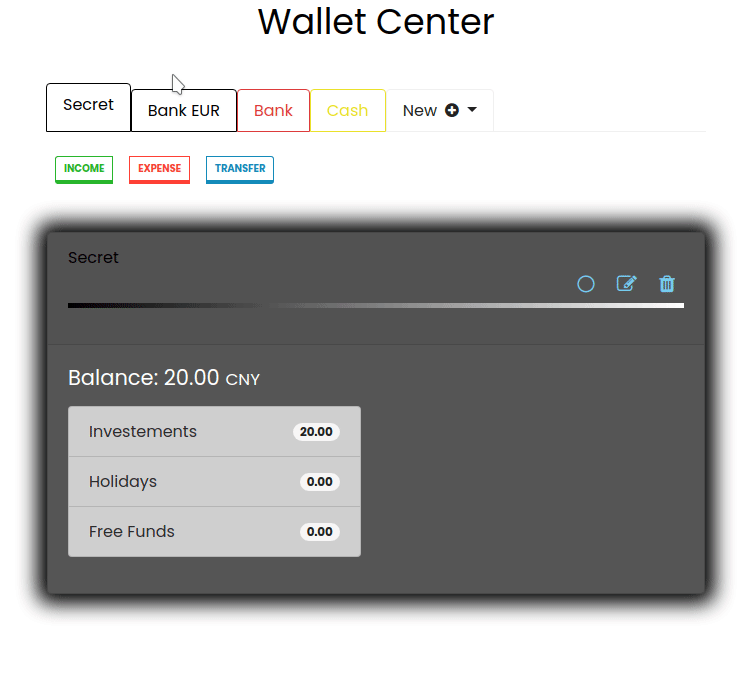 Wallet Center
Secret Bank EUR Bank Cash New
INCOME EXPENSE TRANSFER
Secret
Balance: 20.00 CNY
Investements 20.00
Holidays 0.00
Free Funds 0.00